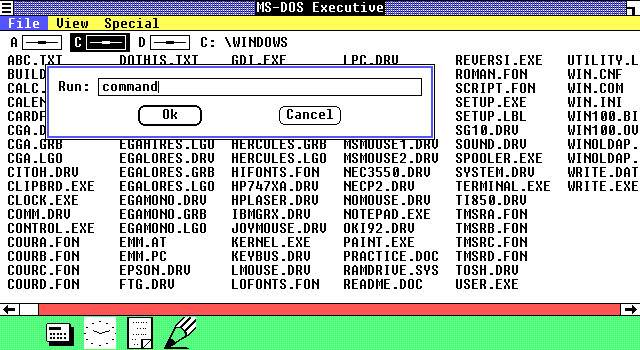 MS-DOS Executive
File View Special
A C D C: \WINDOWS
ABC.TXT DOTHIS.TXT GDI.EXE LPC.DRV REVERSI.EXE UTILITY.L
BUILD ROMAN.FON WIN.CNF
Run: command
CALC. SCRIPT.FON WIN.COM
CALEN SETUP.EXE WIN.INI
Ok Cancel
CARDF SETUP.LBL WIN100.BI
CGA.D SG10.DRV WIN100.OV
CGA.GRB EGAHIRES.LGO HERCULES.GRB MSMOUSE1.DRV SOUND.DRV WINOLDAP.
CGA.LGO EGALORES.DRV HERCULES.LGO MSMOUSE2.DRV SPOOLER.EXE WINOLDAP.
CITOH.DRV EGALORES.GRB HIFONTS.FON NEC3550.DRV SYSTEM.DRV WRITE.DAT
CLIPBRD.EXE EGALORES.LGO HP747XA.DRV NECP2.DRV TERMINAL.EXE WRITE.EXE
CLOCK.EXE EGAMONO.DRV HPLASER.DRV NOMOUSE.DRV TI850.DRV
COMM.DRV EGAMONO.GRB IBMGRX.DRV NOTEPAD.EXE TMSRA.FON
CONTROL.EXE EGAMONO.LGO JOYMOUSE.DRV OKI92.DRV TMSRB.FON
COURA.FON EMM.AT KERNEL.EXE PAINT.EXE TMSRC.FON
COURB.FON EMM.PC KEYBUS.DRV PRACTICE.DOC TMSRD.FON
COURC.FON EPSON.DRV LMOUSE.DRV RAMDRIVE.SYS TOSH.DRV
COURD.FON FTG.DRV LOFONTS.FON README.DOC USER.EXE